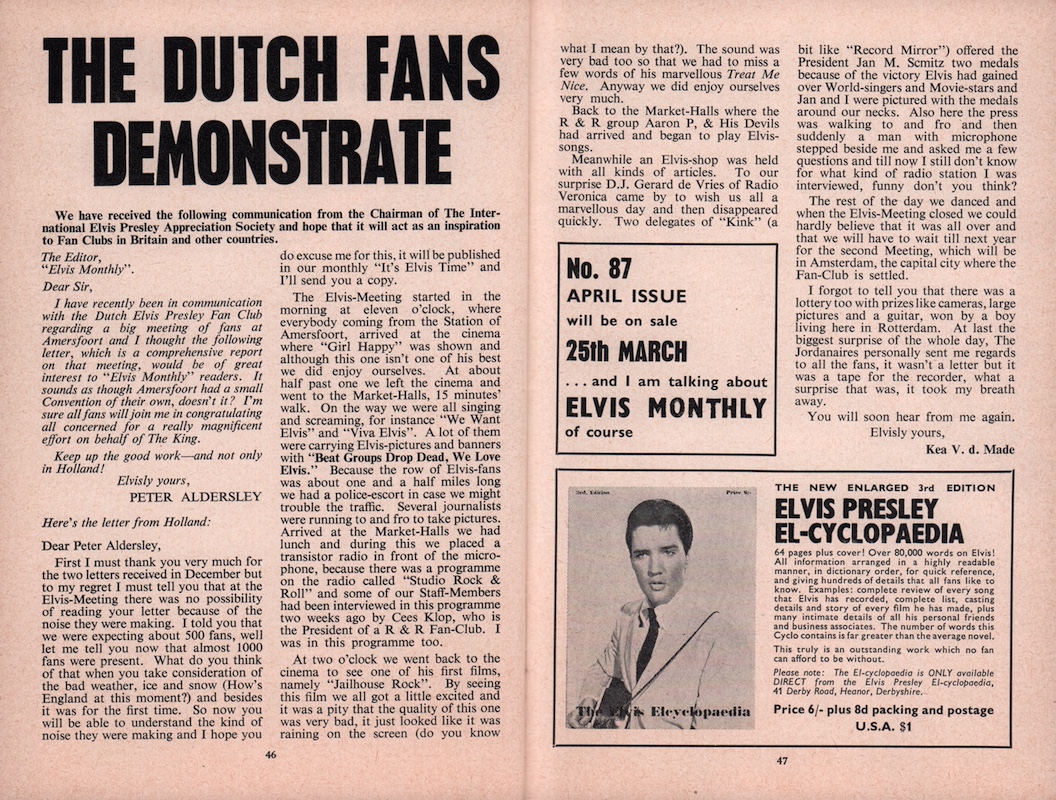 THE DUTCH FANS
DEMONSTRATE
We have received the following communication from the Chairman of The Inter-
national Elvis Presley Appreciation Society and hope that it will act as an inspiration
to Fan Clubs in Britain and other countries.
The Editor,
"Elvis Monthly".
Dear Sir,
I have recently been in communication
with the Dutch Elvis Presley Fan Club
regarding a big meeting of fans at
Amersfoort and I thought the following
letter, which is a comprehensive report
on that meeting, would be of great
interest to "Elvis Monthly" readers. It
sounds as though Amersfoort had a small
Convention of their own, doesn't it? I'm
sure all fans will join me in congratulating
all concerned for a really magnificent
effort on behalf of The King.
Keep up the good work—and not only
in Holland!
Elvisly yours,
PETER ALDERSLEY
Here's the letter from Holland:
Dear Peter Aldersley,
First I must thank you very much for
the two letters received in December but
to my regret I must tell you that at the
Elvis-Meeting there was no possibility
of reading your letter because of the
noise they were making. I told you that
we were expecting about 500 fans, well
let me tell you now that almost 1000
fans were present. What do you think
of that when you take consideration of
the bad weather, ice and snow (How's
England at this moment?) and besides
it was for the first time. So now you
will be able to understand the kind of
noise they were making and I hope you
do excuse me for this, it will be published
in our monthly "It's Elvis Time" and
I'll send you a copy.
The Elvis-Meeting started in the
morning at eleven o'clock, where
everybody coming from the Station of
Amersfoort, arrived at the cinema
where "Girl Happy" was shown and
although this one isn't one of his best
we did enjoy ourselves. At about
half past one we left the cinema and
went to the Market-Halls, 15 minutes'
walk. On the way we were all singing
and screaming, for instance "We Want
Elvis" and "Viva Elvis". A lot of them
were carrying Elvis-pictures and banners
with "Beat Groups Drop Dead, We Love
Elvis." Because the row of Elvis-fans
was about one and a half miles long
we had a police-escort in case we might
trouble the traffic. Several journalists
were running to and fro to take pictures.
Arrived at the Market-Halls we had
lunch and during this we placed a
transistor radio in front of the micro-
phone, because there was a programme
on the radio called "Studio Rock &
Roll" and some of our Staff-Members
had been interviewed in this programme
two weeks ago by Cees Klop, who is
the President of a R & R Fan-Club. I
was in this programme too.
At two o'clock we went back to the
cinema to see one of his first films,
namely "Jailhouse Rock". By seeing
this film we all got a little excited and
it was a pity that the quality of this one
was very bad, it just looked like it was
raining on the screen (do you know
46
what I mean by that?). The sound was
very bad too so that we had to miss a
few words of his marvellous Treat Me
Nice. Anyway we did enjoy ourselves
very much.
Back to the Market-Halls where the
R & R group Aaron P, & His Devils
had arrived and began to play Elvis-
songs.
Meanwhile an Elvis-shop was held
with all kinds of articles. To our
surprise D.J. Gerard de Vries of Radio
Veronica came by to wish us all a
marvellous day and then disappeared
quickly. Two delegates of "Kink" (a
bit like "Record Mirror") offered the
President Jan M. Scmitz two medals
because of the victory Elvis had gained
over World-singers and Movie-stars and
Jan and I were pictured with the medals
around our necks. Also here the press
was walking to and fro and then
suddenly a man with microphone
stepped beside me and asked me a few
questions and till now I still don't know
for what kind of radio station I was
interviewed, funny don't you think?
The rest of the day we danced and
when the Elvis-Meeting closed we could
hardly believe that it was all over and
that we will have to wait till next year
for the second Meeting, which will be
in Amsterdam, the capital city where the
Fan-Club is settled.
I forgot to tell you that there was a
lottery too with prizes like cameras, large
pictures and a guitar, won by a boy
living here in Rotterdam. At last the
biggest surprise of the whole day, The
Jordanaires personally sent me regards
to all the fans, it wasn't a letter but it
was a tape for the recorder, what a
surprise that was, it took my breath
away.
You will soon hear from me again.
Elvisly yours,
Kea V. d. Made
No. 87
APRIL ISSUE
will be on sale
25th MARCH
. . . and I am talking about
ELVIS MONTHLY
of course
3rd. Edition
Price 6/-
The Elvis Elcyclopaedia
THE NEW ENLARGED 3rd EDITION
ELVIS PRESLEY
EL-CYCLOPAEDIA
64 pages plus cover! Over 80,000 words on Elvis!
All information arranged in a highly readable
manner, in dictionary order, for quick reference,
and giving hundreds of details that all fans like to
know. Examples: complete review of every song
that Elvis has recorded, complete list, casting
details and story of every film he has made, plus
many intimate details of all his personal friends
and business associates. The number of words this
Cyclo contains is far greater than the average novel.
This truly is an outstanding work which no fan
can afford to be without.
Please note: The El-cyclopaedia is ONLY available
DIRECT from the Elvis Presley El-cyclopaedia,
41 Derby Road, Heanor, Derbyshire.
Price 6/- plus 8d packing and postage
U.S.A. $1
47